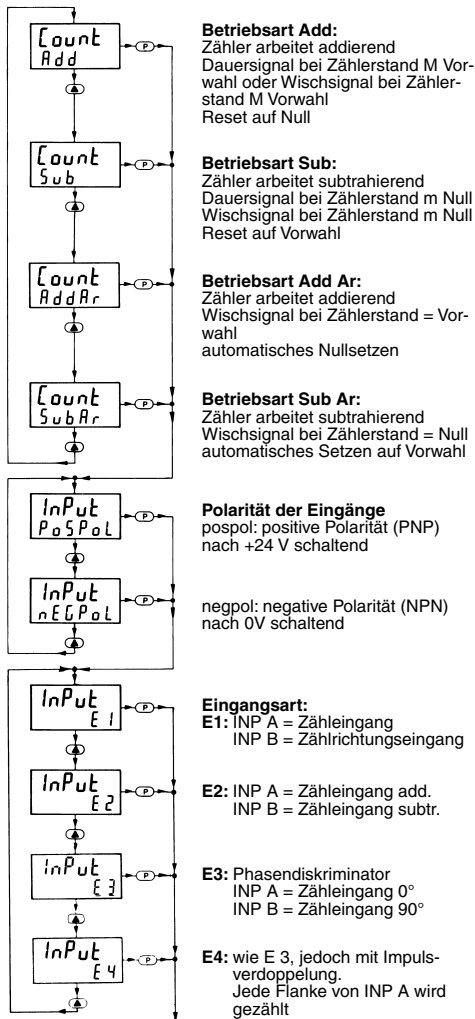 Count
Add
P
Betriebsart Add:
Zähler arbeitet addierend
Dauersignal bei Zählerstand M Vor-
wahl oder Wischsignal bei Zähler-
stand M Vorwahl
Reset auf Null
Count
Sub
P
Betriebsart Sub:
Zähler arbeitet subtrahierend
Dauersignal bei Zählerstand m Null
Wischsignal bei Zählerstand m Null
Reset auf Vorwahl
Count
AddAr
P
Betriebsart Add Ar:
Zähler arbeitet addierend
Wischsignal bei Zählerstand = Vor-
wahl
automatisches Nullsetzen
Count
SubAr
P
Betriebsart Sub Ar:
Zähler arbeitet subtrahierend
Wischsignal bei Zählerstand = Null
automatisches Setzen auf Vorwahl
InPut
PoSPoL
P
Polarität der Eingänge
pospol: positive Polarität (PNP)
nach +24 V schaltend
InPut
nEGPoL
P
negpol: negative Polarität (NPN)
nach 0V schaltend
InPut
E1
P
Eingangsart:
E1: INP A = Zähleingang
INP B = Zählrichtungseingang
InPut
E2
P
E2: INP A = Zähleingang add.
INP B = Zähleingang subtr.
InPut
E3
P
E3: Phasendiskriminator
INP A = Zähleingang 0°
INP B = Zähleingang 90°
InPut
E4
P
E4: wie E 3, jedoch mit Impuls-
verdoppelung.
Jede Flanke von INP A wird
gezählt